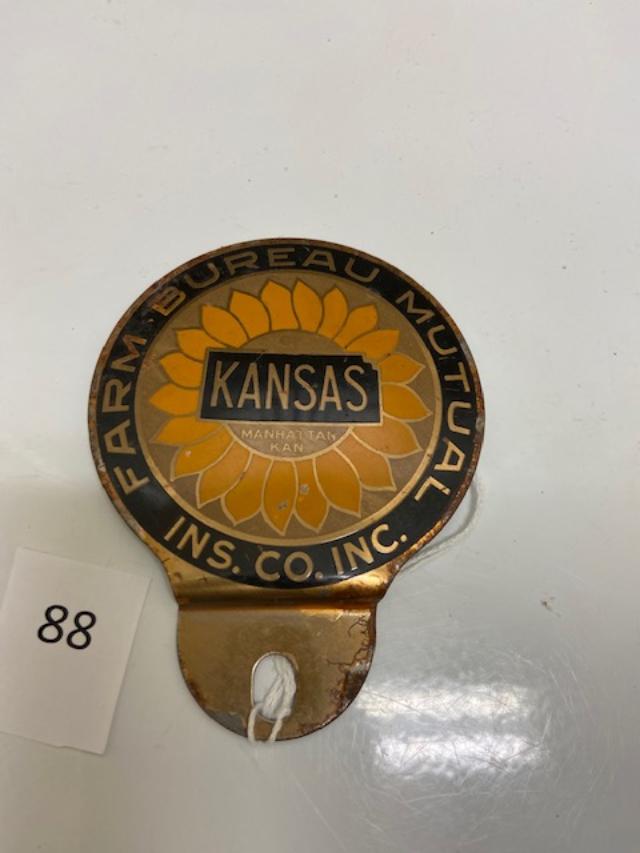 FARM BUREAU MUTUAL
KANSAS
MANHATTAN
KAN
INS. CO. INC.
88